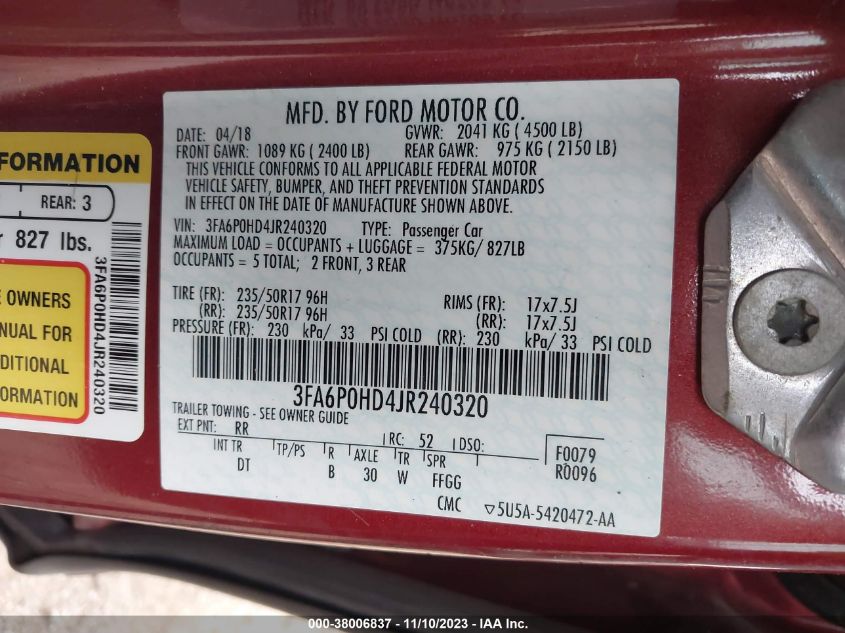 MFD. BY FORD MOTOR CO.
DATE: 04/18 GVWR: 2041 KG ( 4500 LB)
FRONT GAWR: 1089 KG ( 2400 LB) REAR GAWR: 975 KG ( 2150 LB)
THIS VEHICLE CONFORMS TO ALL APPLICABLE FEDERAL MOTOR
VEHICLE SAFETY, BUMPER, AND THEFT PREVENTION STANDARDS
IN EFFECT ON THE DATE OF MANUFACTURE SHOWN ABOVE.
VIN: 3FA6P0HD4JR240320 TYPE: Passenger Car
MAXIMUM LOAD = OCCUPANTS + LUGGAGE = 375KG/ 827LB
OCCUPANTS = 5 TOTAL; 2 FRONT, 3 REAR
TIRE (FR): 235/50R17 96H RIMS (FR): 17x7.5J
(RR): 235/50R17 96H (RR): 17x7.5J
PRESSURE (FR): 230 kPa/ 33 PSI COLD (RR): 230 kPa/ 33 PSI COLD
3FA6P0HD4JR240320
TRAILER TOWING - SEE OWNER GUIDE
EXT PNT: RR RC: 52 DSO:
F0079
R0096
INT TR TP/PS R AXLE TR SPR
DT B 30 W FFGG
CMC ▽5U5A-5420472-AA
FORMATION
REAR: 3
827 lbs.
OWNERS
NUAL FOR
DITIONAL
FORMATION
3FA6P0HD4JR240320
000-38006837 - 11/10/2023 - IAA Inc.